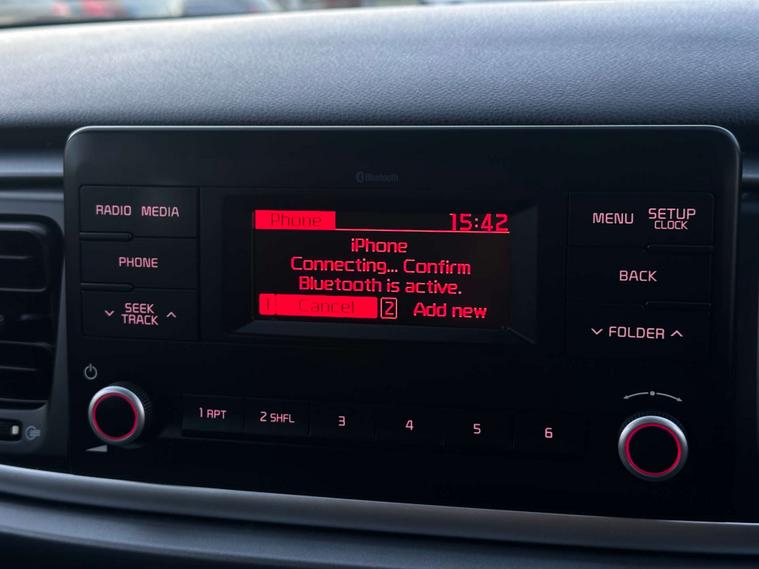 Bluetooth
RADIO MEDIA
PHONE
SEEK
TRACK
Phone 15:42
iPhone
Connecting... Confirm
Bluetooth is active.
1 Cancel 2 Add new
MENU SETUP
CLOCK
BACK
FOLDER
1 RPT 2 SHFL 3 4 5 6